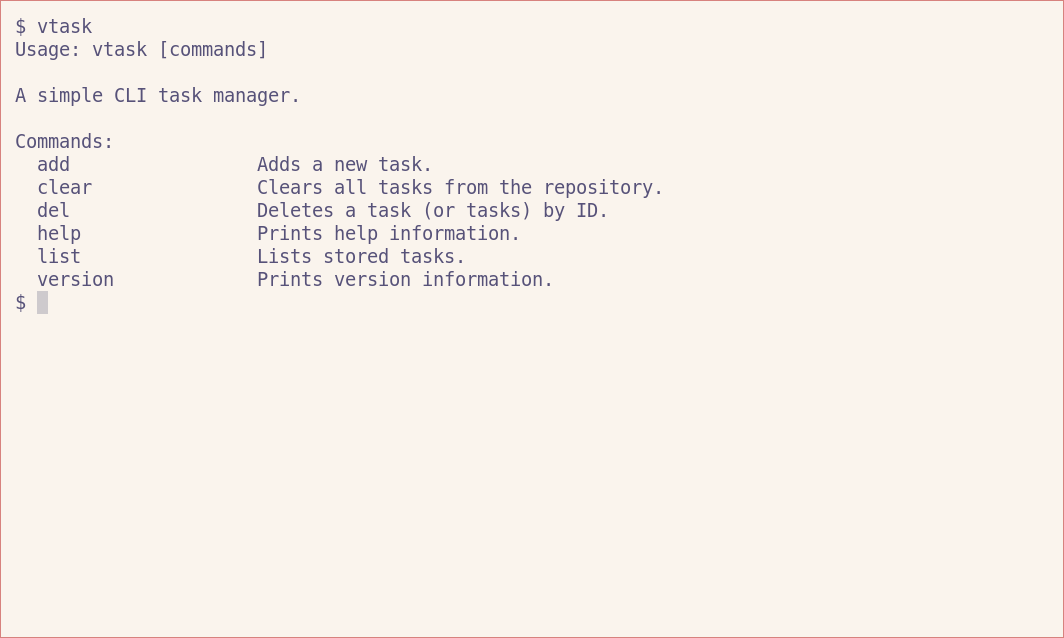 $ vtask
Usage: vtask [commands]

A simple CLI task manager.

Commands:
  add                 Adds a new task.
  clear               Clears all tasks from the repository.
  del                 Deletes a task (or tasks) by ID.
  help                Prints help information.
  list                Lists stored tasks.
  version             Prints version information.
$